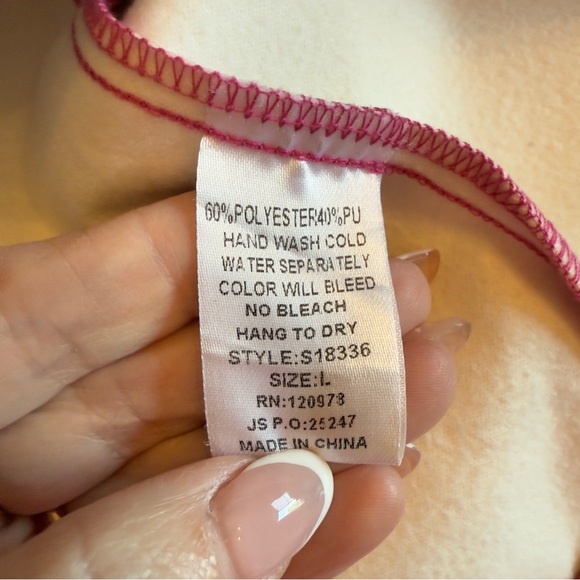 60%POLYESTER40%PU
HAND WASH COLD
WATER SEPARATELY
COLOR WILL BLEED
NO BLEACH
HANG TO DRY
STYLE:S18336
SIZE:L
RN:120978
JS P.O:25247
MADE IN CHINA